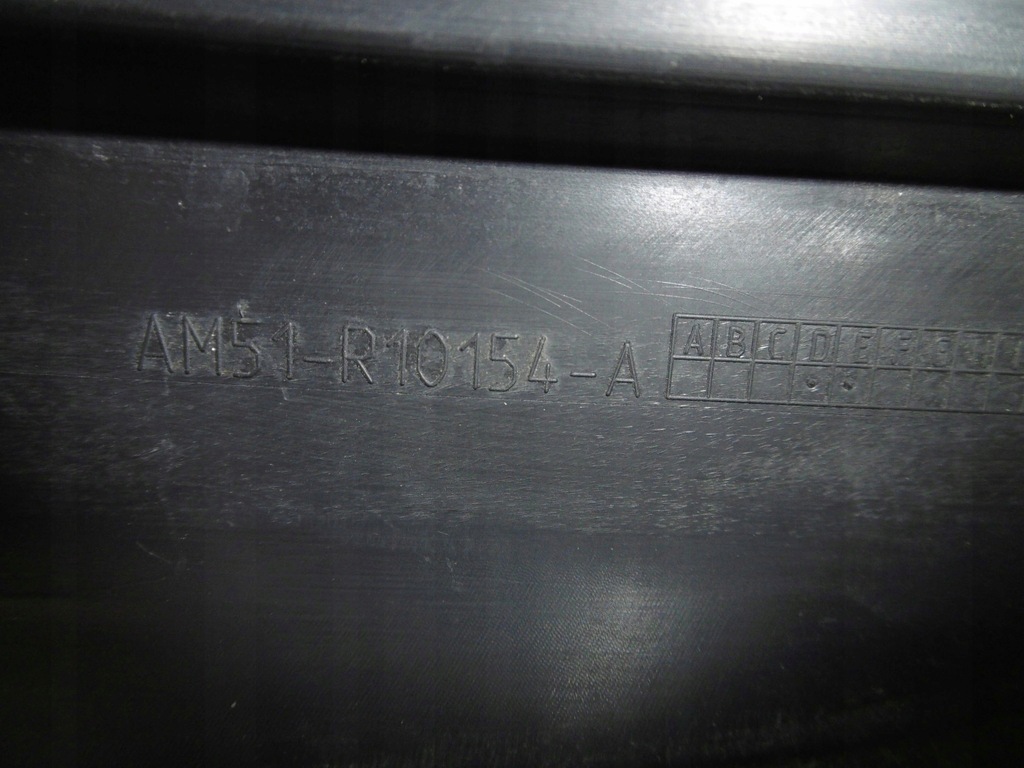 AM51-R10154-A
A B C D E F G